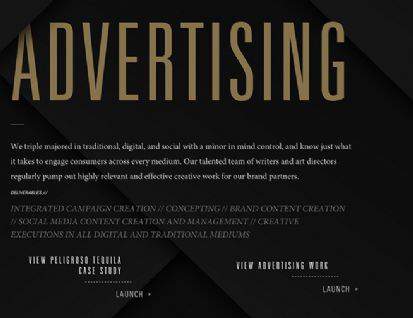 ADVERTISING
We triple majored in traditional, digital, and social with a minor in mind control, and know just what
it takes to engage consumers across every medium. Our talented team of writers and art directors
regularly pump out highly relevant and effective creative work for our brand partners.
DELIVERABLES //
INTEGRATED CAMPAIGN CREATION // CONCEPTING // BRAND CONTENT CREATION
// SOCIAL MEDIA CONTENT CREATION AND MANAGEMENT // CREATIVE
EXECUTIONS IN ALL DIGITAL AND TRADITIONAL MEDIUMS
VIEW PELIGROSO TEQUILA
CASE STUDY
LAUNCH
VIEW ADVERTISING WORK
LAUNCH